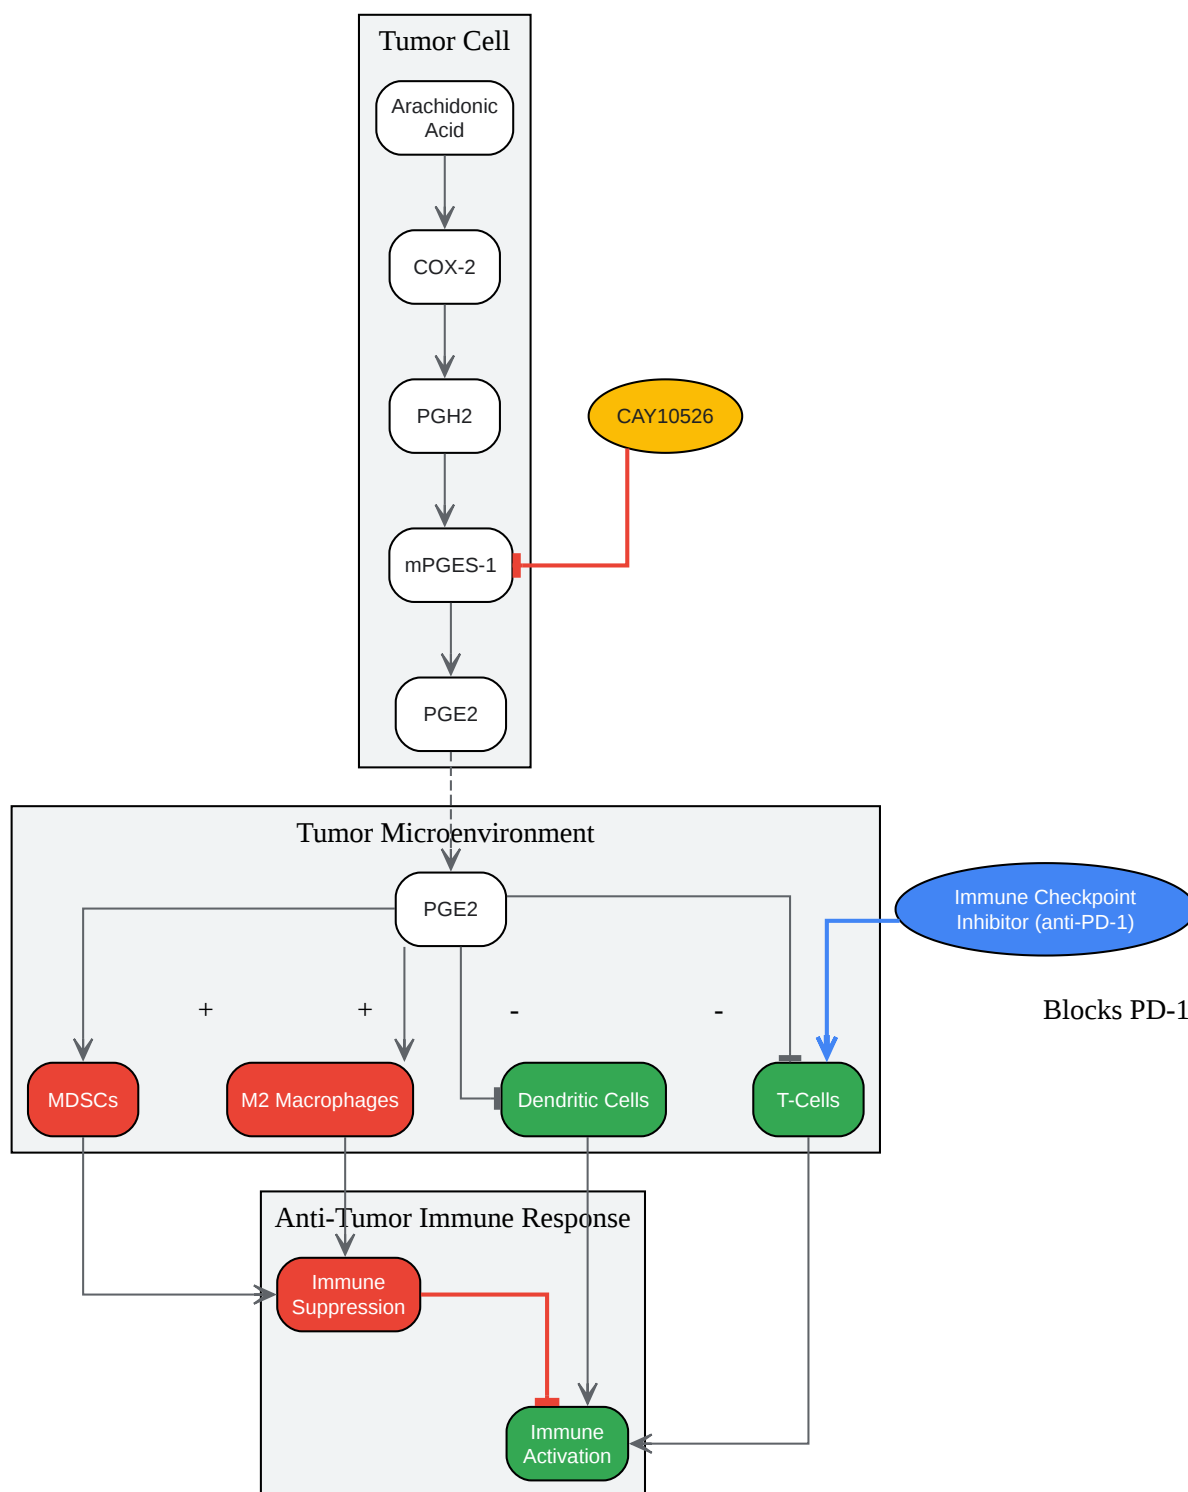 Tumor Cell
Arachidonic
Acid
COX-2
PGH2
CAY10526
mPGES-1
PGE2
Tumor Microenvironment
PGE2
Immune Checkpoint
Inhibitor (anti-PD-1)
+
+
-
-
Blocks PD-1
MDSCs
M2 Macrophages
Dendritic Cells
T-Cells
Anti-Tumor Immune Response
Immune
Suppression
Immune
Activation